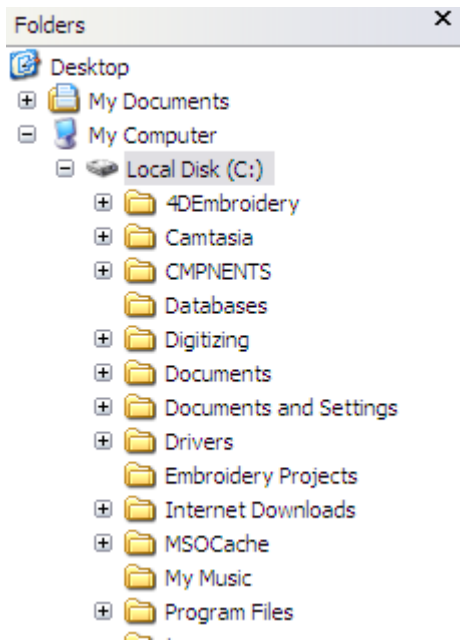 Folders
Desktop
My Documents
My Computer
Local Disk (C:)
4DEmbroidery
Camtasia
CMPNENTS
Databases
Digitizing
Documents
Documents and Settings
Drivers
Embroidery Projects
Internet Downloads
MSOCache
My Music
Program Files